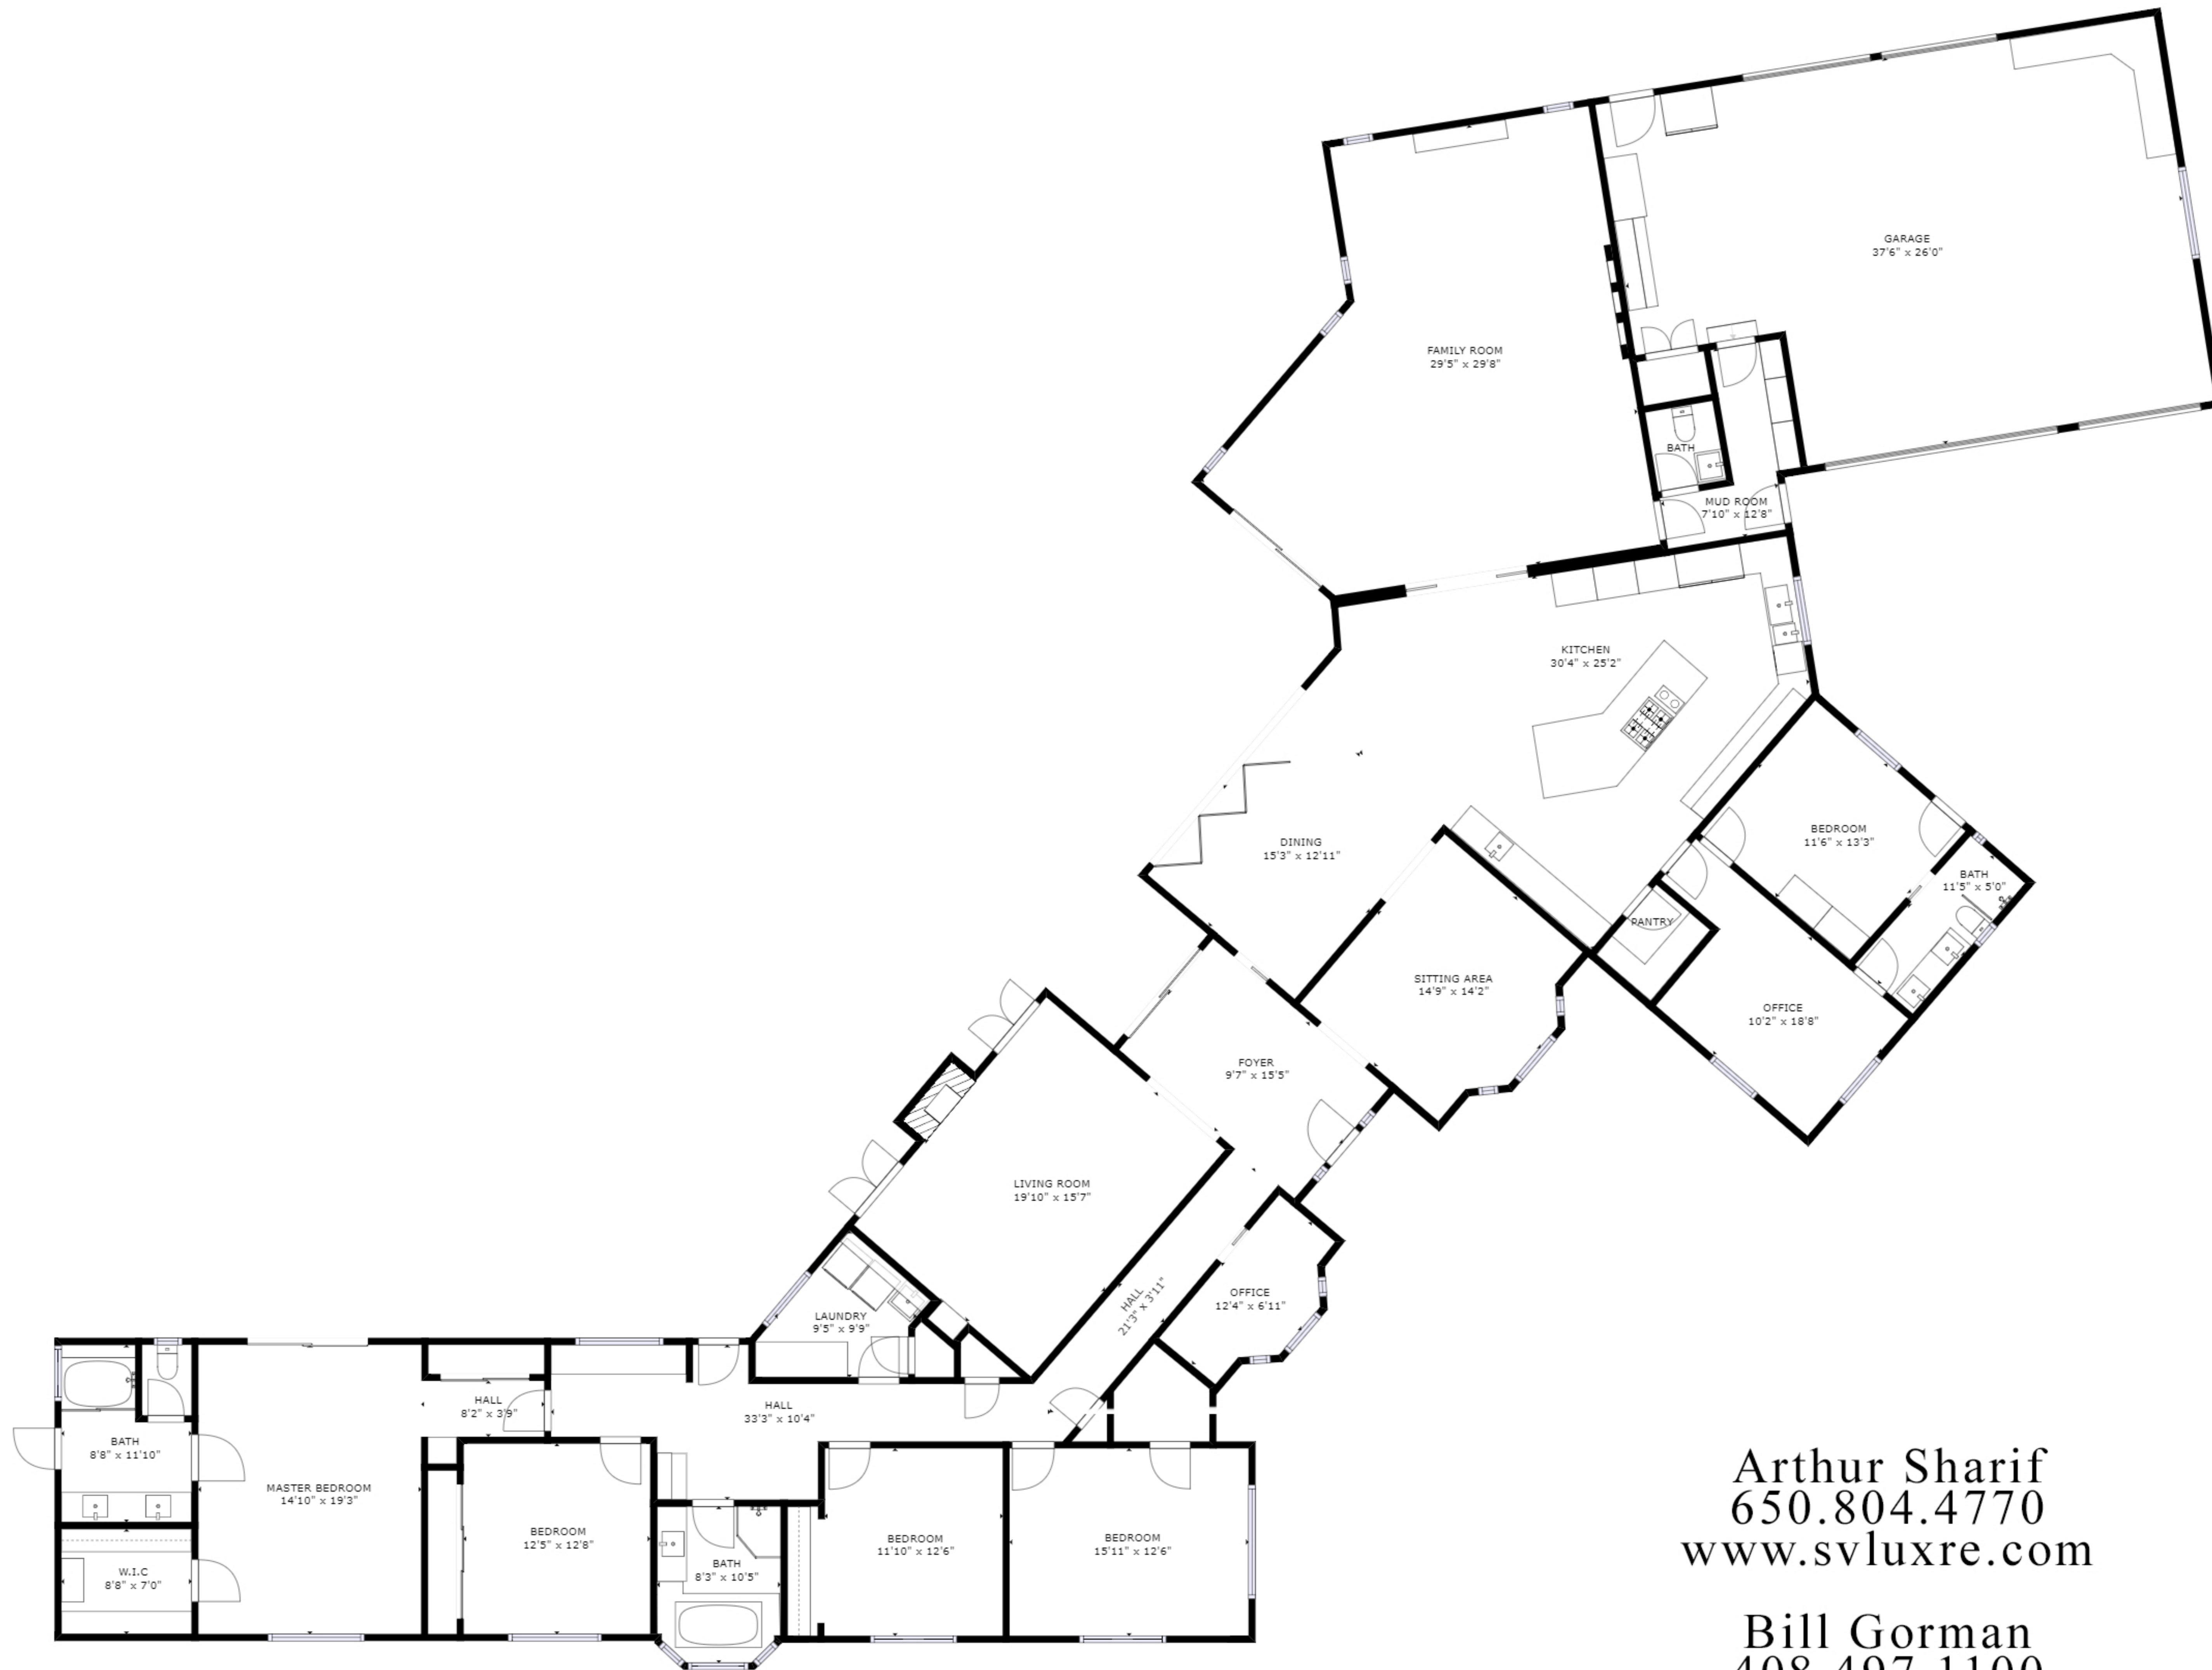 GARAGE
37'6" x 26'0"
FAMILY ROOM
29'5" x 29'8"
BATH
MUD ROOM
7'10" x 12'8"
KITCHEN
30'4" x 25'2"
DINING
15'3" x 12'11"
BEDROOM
11'6" x 13'3"
BATH
11'5" x 5'0"
PANTRY
SITTING AREA
14'9" x 14'2"
OFFICE
10'2" x 18'8"
FOYER
9'7" x 15'5"
LIVING ROOM
19'10" x 15'7"
HALL
21'3" x 3'11"
OFFICE
12'4" x 6'11"
LAUNDRY
9'5" x 9'9"
HALL
8'2" x 3'9"
HALL
33'3" x 10'4"
BATH
8'8" x 11'10"
MASTER BEDROOM
14'10" x 19'3"
BEDROOM
12'5" x 12'8"
BATH
8'3" x 10'5"
BEDROOM
11'10" x 12'6"
BEDROOM
15'11" x 12'6"
W.I.C
8'8" x 7'0"
Arthur Sharif
650.804.4770
www.svluxre.com
Bill Gorman
408.497.1100